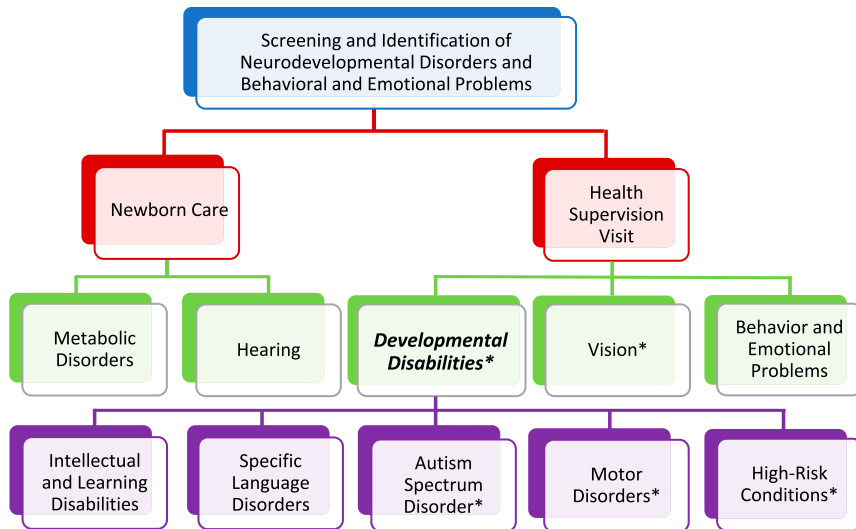 Screening and Identification of
Neurodevelopmental Disorders and
Behavioral and Emotional Problems
Newborn Care
Health
Supervision
Visit
Metabolic
Disorders
Hearing
Developmental
Disabilities*
Vision*
Behavior and
Emotional
Problems
Intellectual
and Learning
Disabilities
Specific
Language
Disorders
Autism
Spectrum
Disorder*
Motor
Disorders*
High-Risk
Conditions*